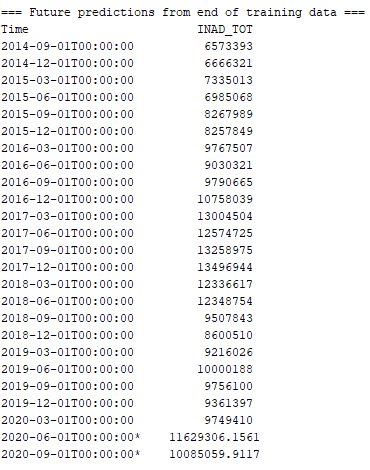 === Future predictions from end of training data ===
Time INAD_TOT
2014-09-01T00:00:00 6573393
2014-12-01T00:00:00 6666321
2015-03-01T00:00:00 7335013
2015-06-01T00:00:00 6985068
2015-09-01T00:00:00 8267989
2015-12-01T00:00:00 8257849
2016-03-01T00:00:00 9767507
2016-06-01T00:00:00 9030321
2016-09-01T00:00:00 9790665
2016-12-01T00:00:00 10758039
2017-03-01T00:00:00 13004504
2017-06-01T00:00:00 12574725
2017-09-01T00:00:00 13258975
2017-12-01T00:00:00 13496944
2018-03-01T00:00:00 12336617
2018-06-01T00:00:00 12348754
2018-09-01T00:00:00 9507843
2018-12-01T00:00:00 8600510
2019-03-01T00:00:00 9216026
2019-06-01T00:00:00 10000188
2019-09-01T00:00:00 9756100
2019-12-01T00:00:00 9361397
2020-03-01T00:00:00 9749410
2020-06-01T00:00:00* 11629306.1561
2020-09-01T00:00:00* 10085059.9117